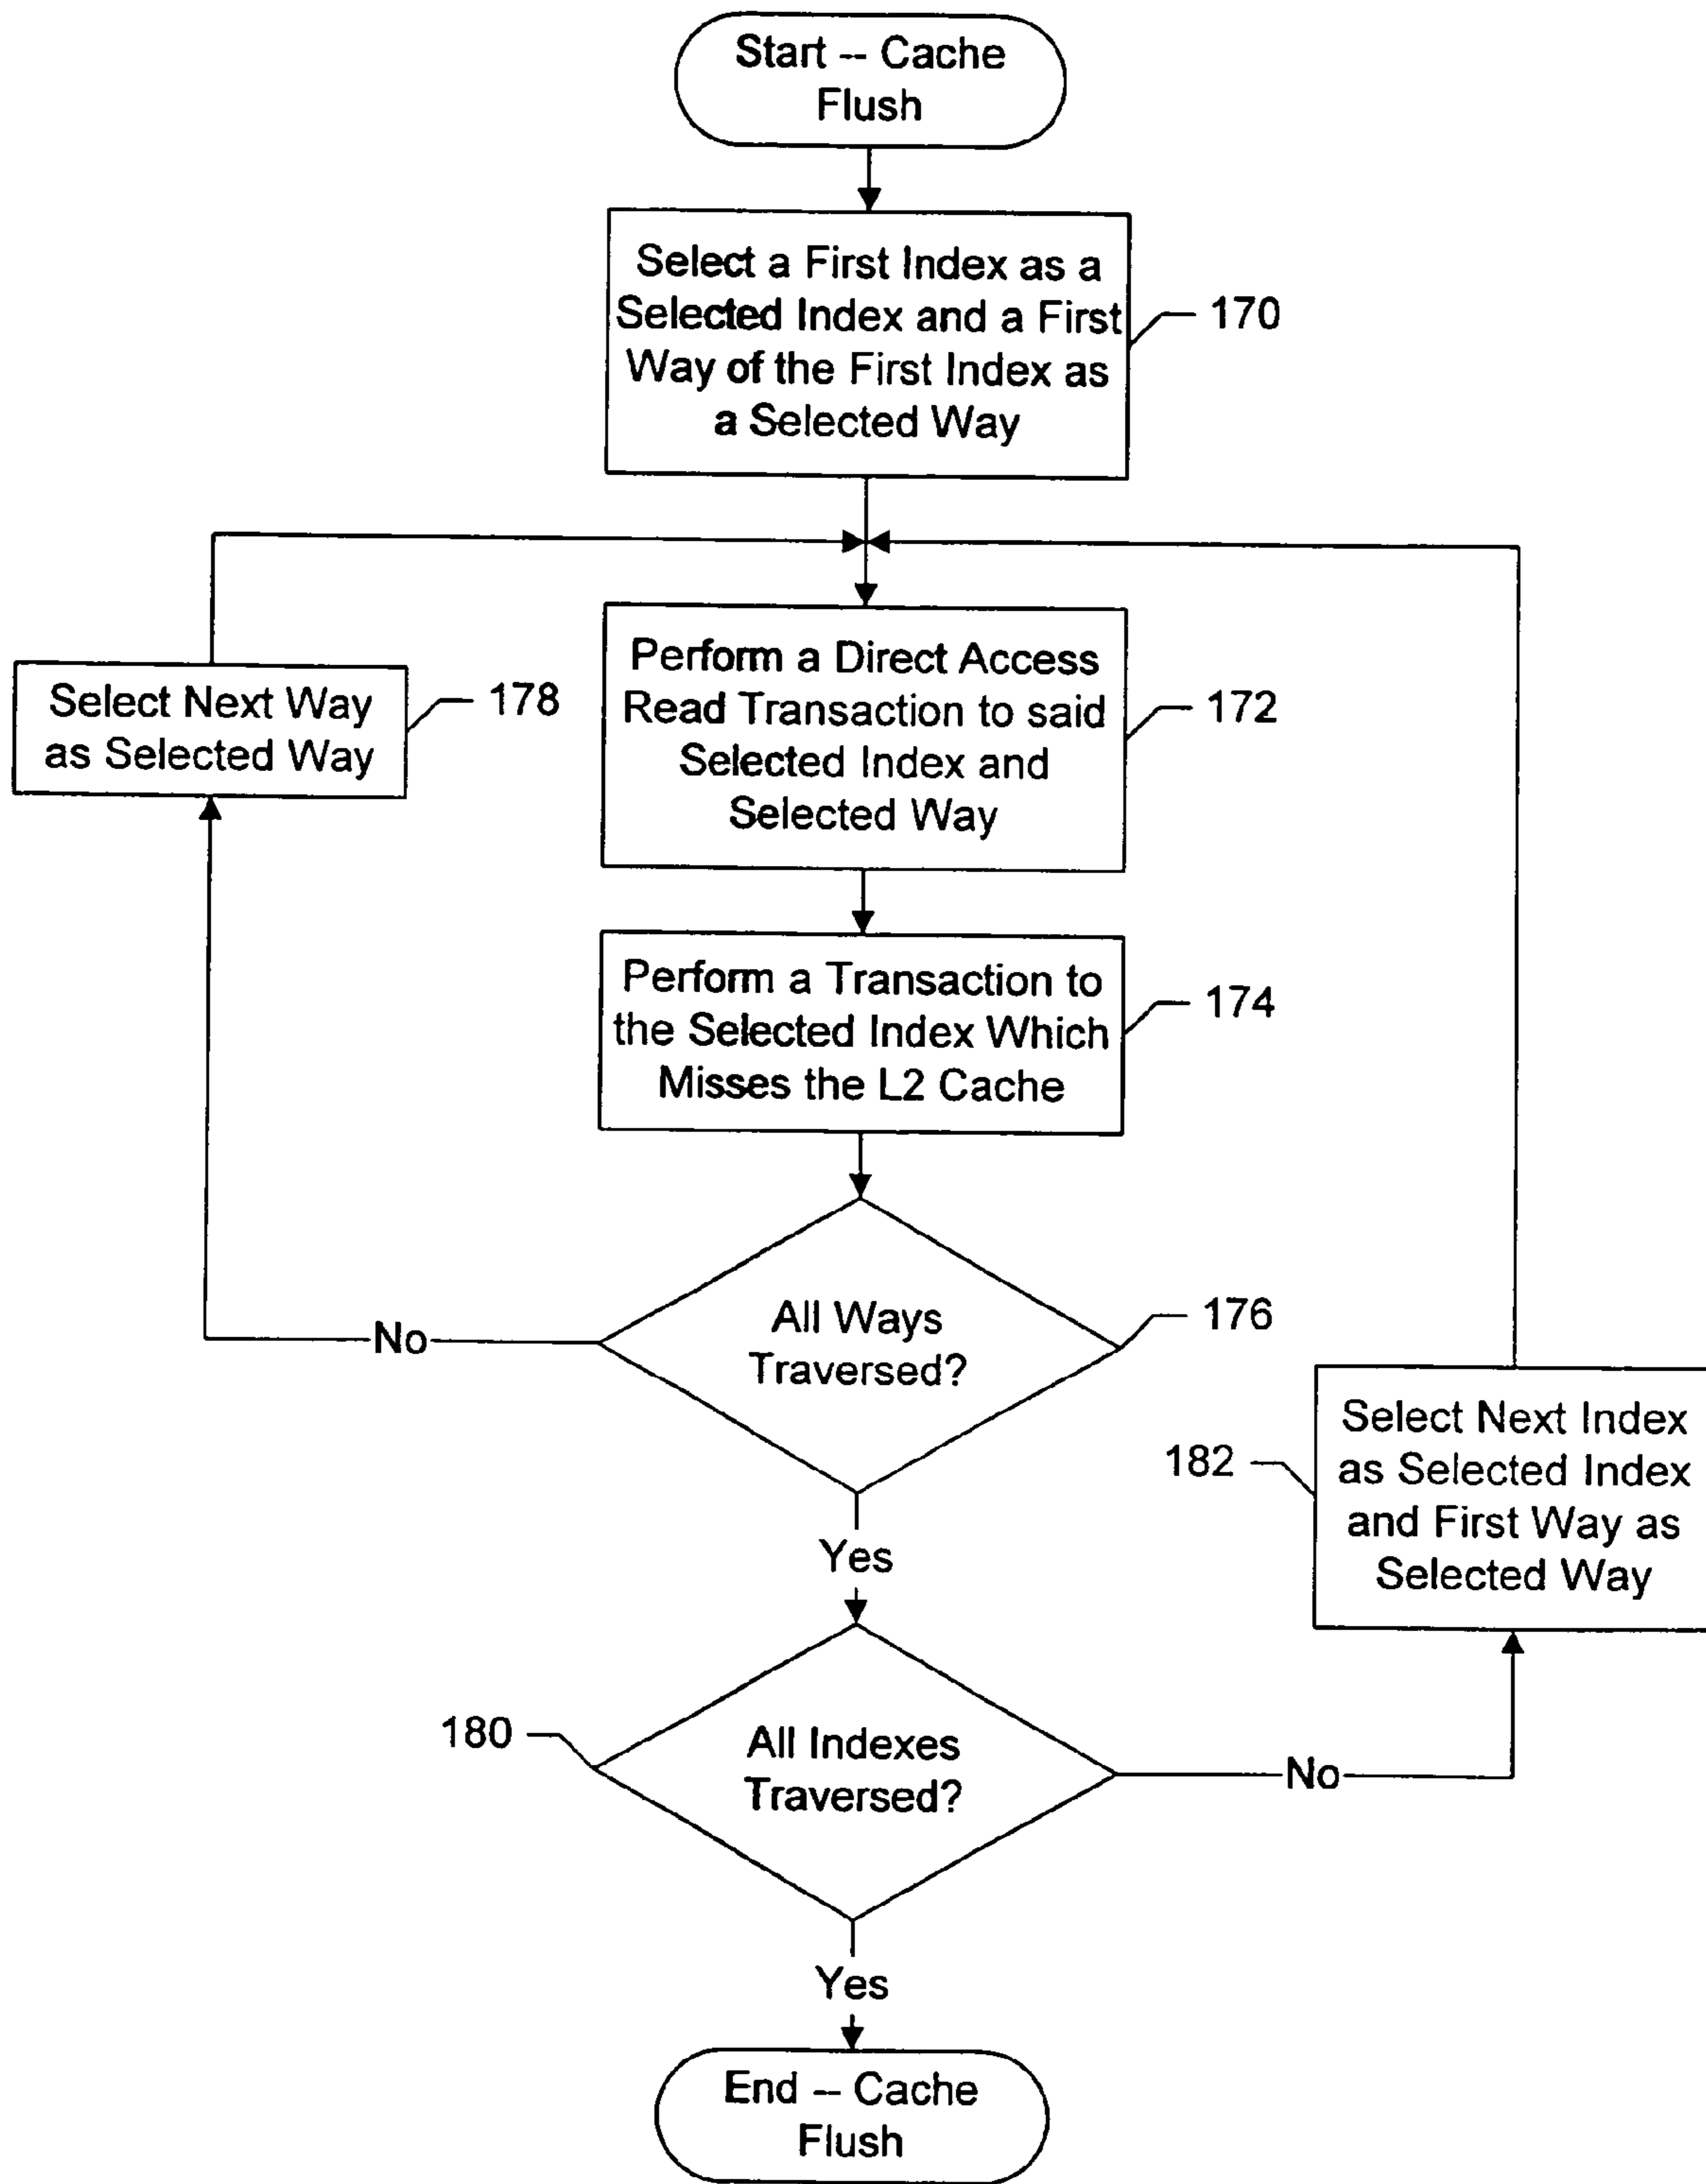 Start -- Cache
Flush
Select a First Index as a
Selected Index and a First
Way of the First Index as
a Selected Way
170
Select Next Way
as Selected Way
178
Perform a Direct Access
Read Transaction to said
Selected Index and
Selected Way
172
Perform a Transaction to
the Selected Index Which
Misses the L2 Cache
174
All Ways
Traversed?
176
No
Yes
Select Next Index
as Selected Index
and First Way as
Selected Way
182
All Indexes
Traversed?
180
No
Yes
End -- Cache
Flush